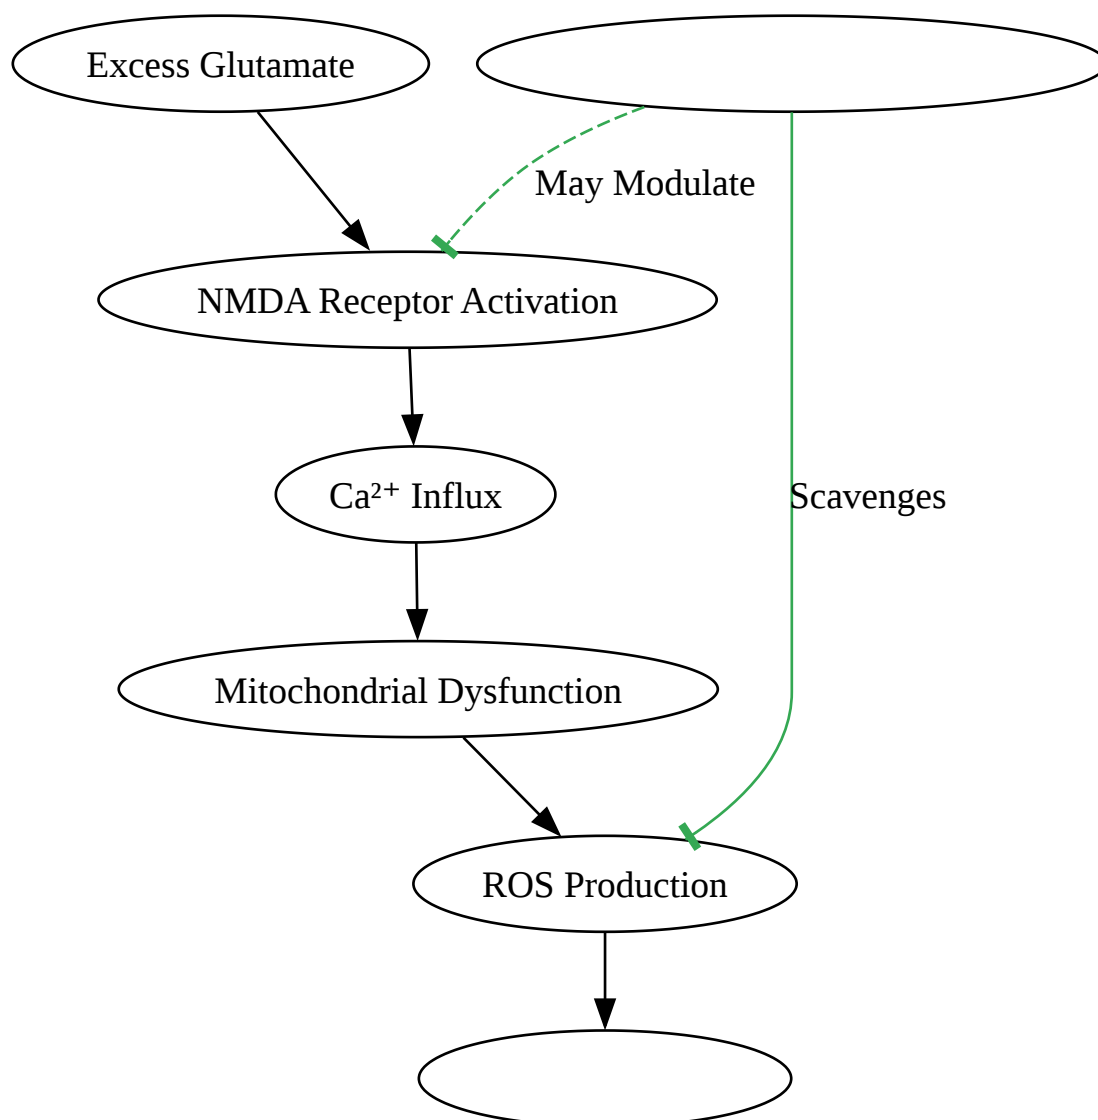 Excess Glutamate
May Modulate
NMDA Receptor Activation
Ca²⁺ Influx
Scavenges
Mitochondrial Dysfunction
ROS Production